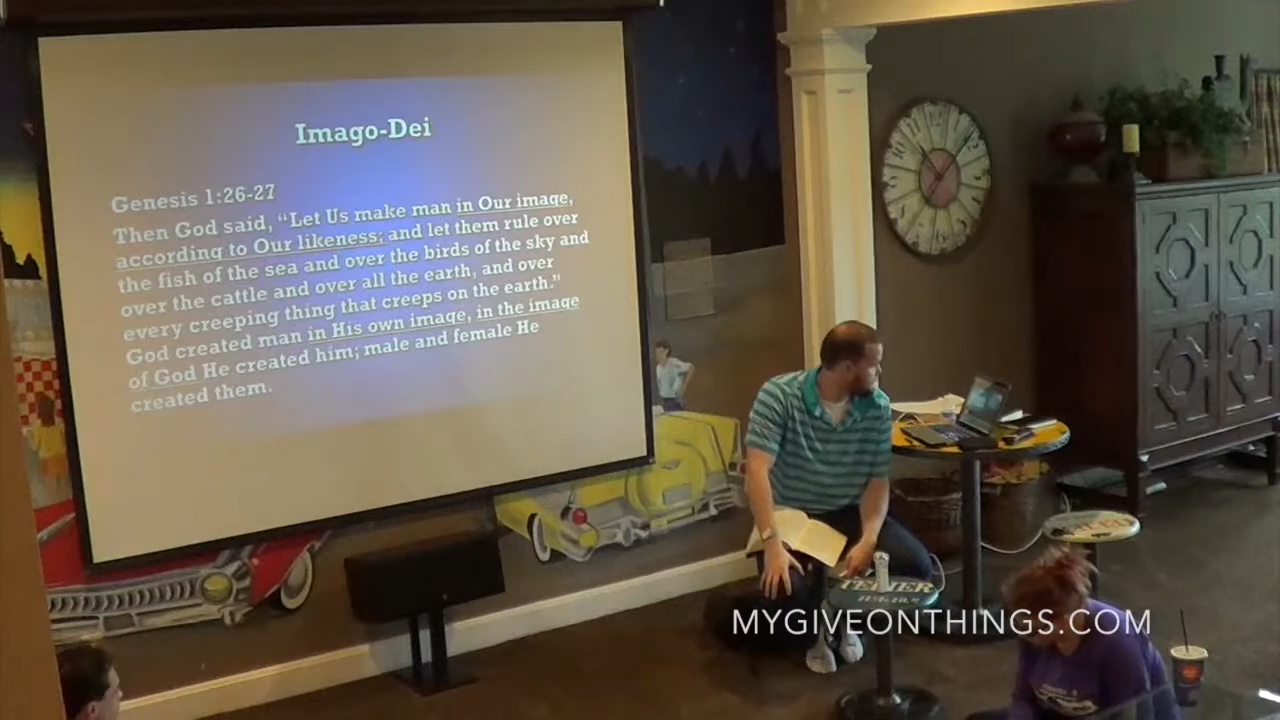 Imago-Dei
Genesis 1:26-27
Then God said, “Let Us make man in Our image,
according to Our likeness; and let them rule over
the fish of the sea and over the birds of the sky and
over the cattle and over all the earth, and over
every creeping thing that creeps on the earth.”
God created man in His own image, in the image
of God He created him; male and female He
created them.
MYGIVEONTHINGS.COM